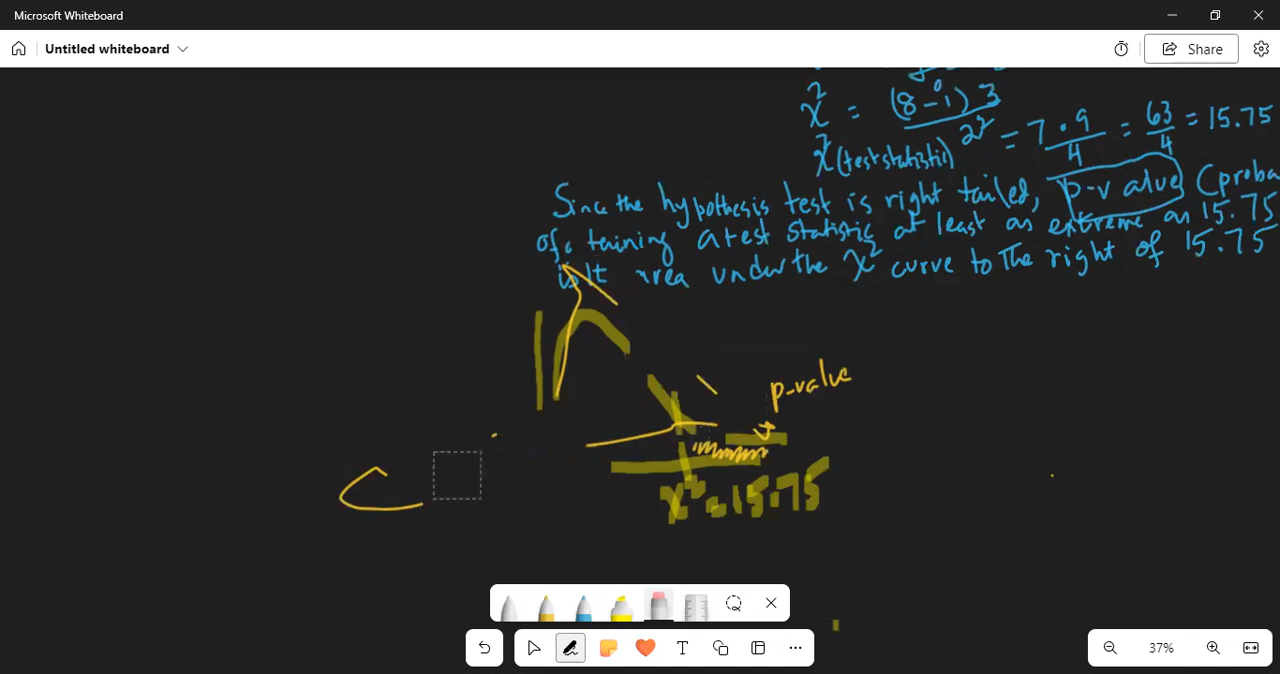 Microsoft Whiteboard
Untitled whiteboard
Share
χ² = (8-1) 3
2² = 7.9/4 = 63/4 = 15.75
χ² (test statistic)
Since the hypothesis test is right tailed, p-value (proba
of taining a test statistic at least as extreme as 15.75
is area under the χ² curve to the right of 15.75
p-value
χ² = 15.75
37%